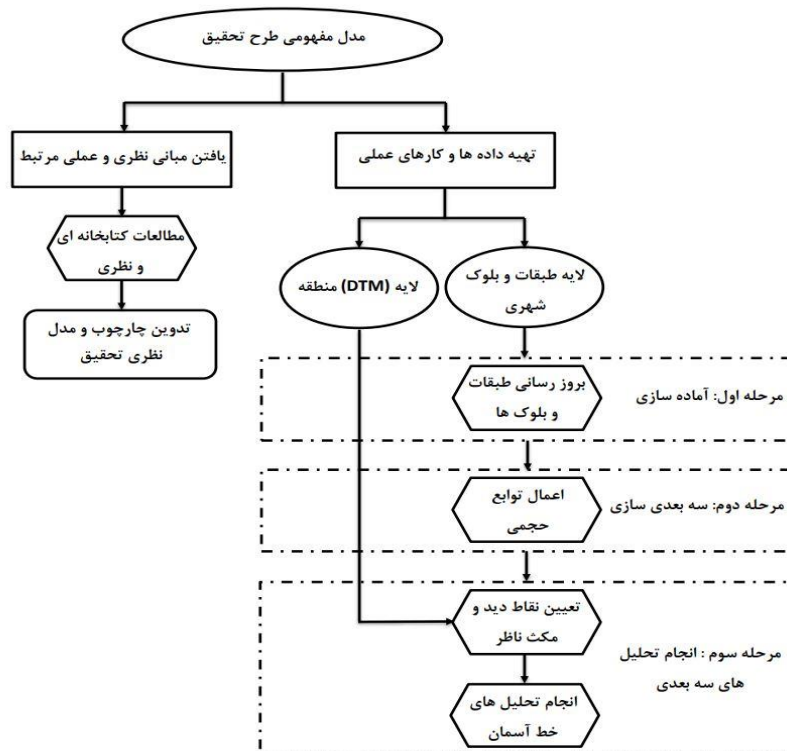 مدل مفهومی طرح تحقیق
یافتن مبانی نظری و عملی مرتبط
تهیه داده ها و کارهای عملی
مطالعات کتابخانه ای
و نظری
لایه (DTM) منطقه
لایه طبقات و بلوک
شهری
تدوین چارچوب و مدل
نظری تحقیق
مرحله اول: آماده سازی
بروز رسانی طبقات
و بلوک ها
مرحله دوم: سه بعدی سازی
اعمال توابع
حجمی
مرحله سوم : انجام تحلیل
های سه بعدی
تعیین نقاط دید و
مکث ناظر
انجام تحلیل های
خط آسمان